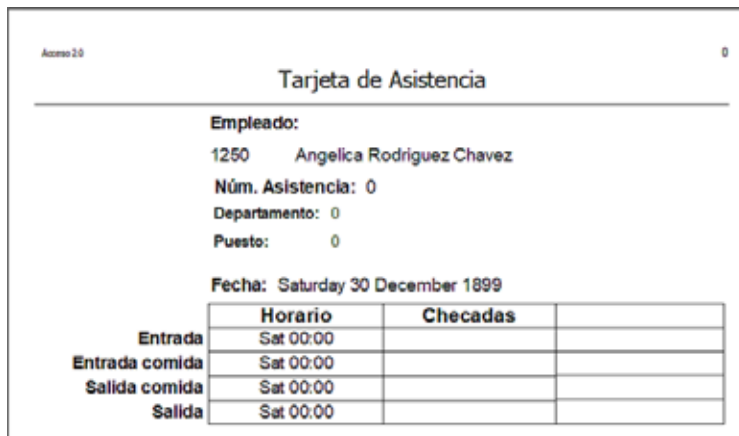 Acceso 2.0 0
Tarjeta de Asistencia
Empleado:
1250 Angelica Rodriguez Chavez
Núm. Asistencia: 0
Departamento: 0
Puesto: 0
Fecha: Saturday 30 December 1899
Horario Checadas
Entrada Sat 00:00
Entrada comida Sat 00:00
Salida comida Sat 00:00
Salida Sat 00:00